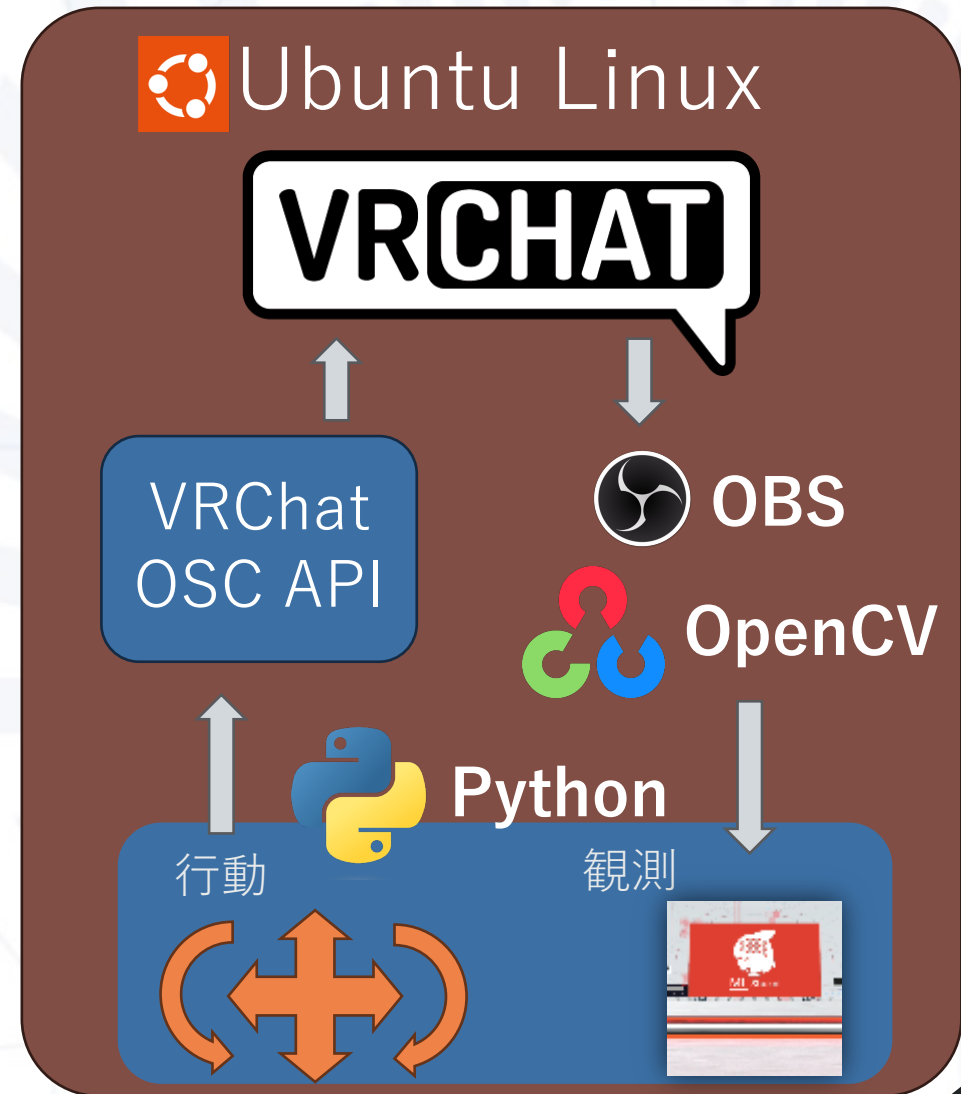 Ubuntu Linux
VRCHAT
VRChat
OSC API
OBS
OpenCV
Python
行動
観測